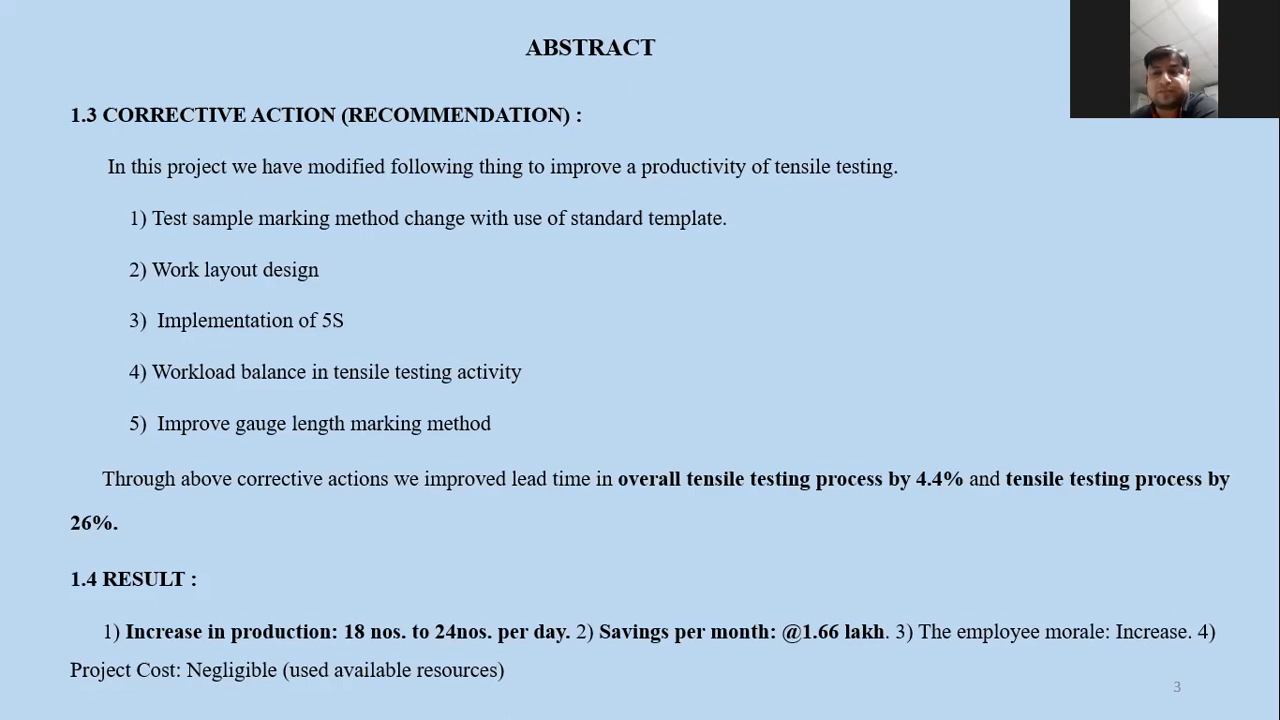 ABSTRACT
1.3 CORRECTIVE ACTION (RECOMMENDATION) :
In this project we have modified following thing to improve a productivity of tensile testing.
1) Test sample marking method change with use of standard template.
2) Work layout design
3) Implementation of 5S
4) Workload balance in tensile testing activity
5) Improve gauge length marking method
Through above corrective actions we improved lead time in overall tensile testing process by 4.4% and tensile testing process by
26%.
1.4 RESULT :
1) Increase in production: 18 nos. to 24nos. per day. 2) Savings per month: @1.66 lakh. 3) The employee morale: Increase. 4)
Project Cost: Negligible (used available resources)
3